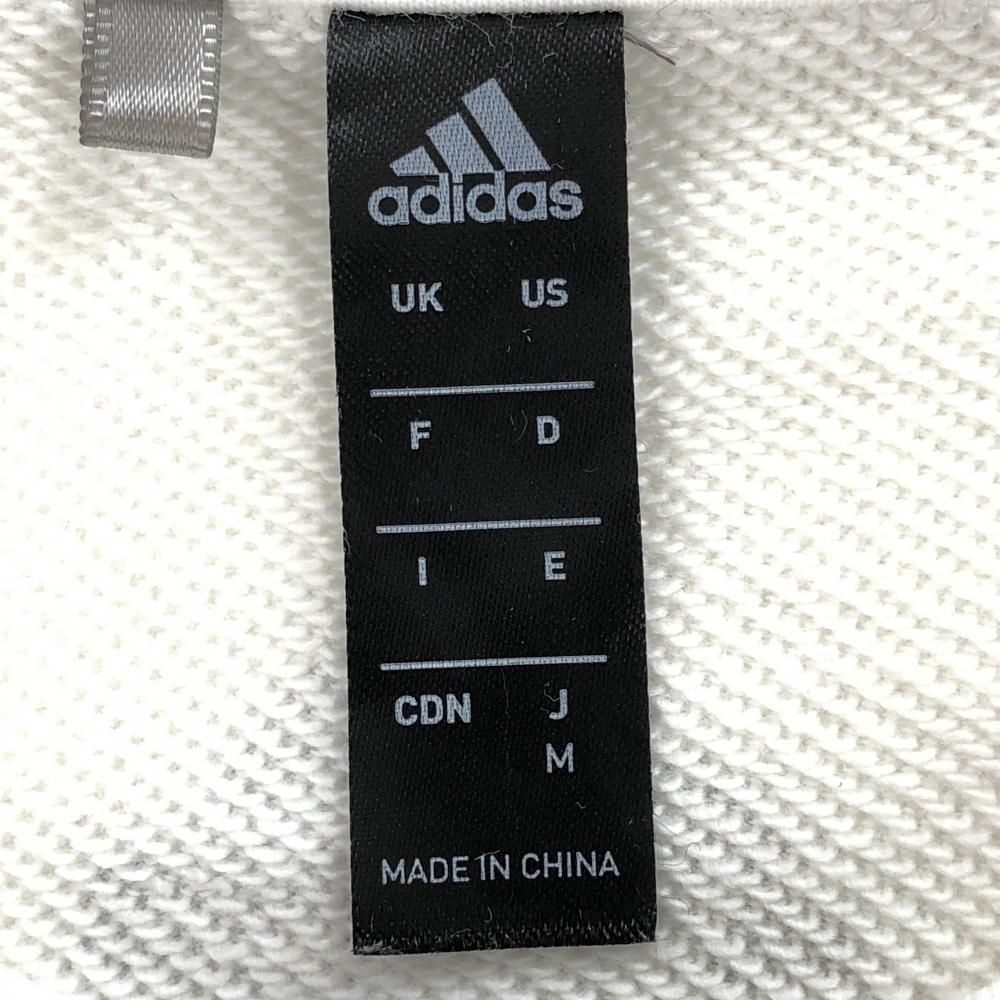 adidas
UK US
F D
I E
CDN J
M
MADE IN CHINA